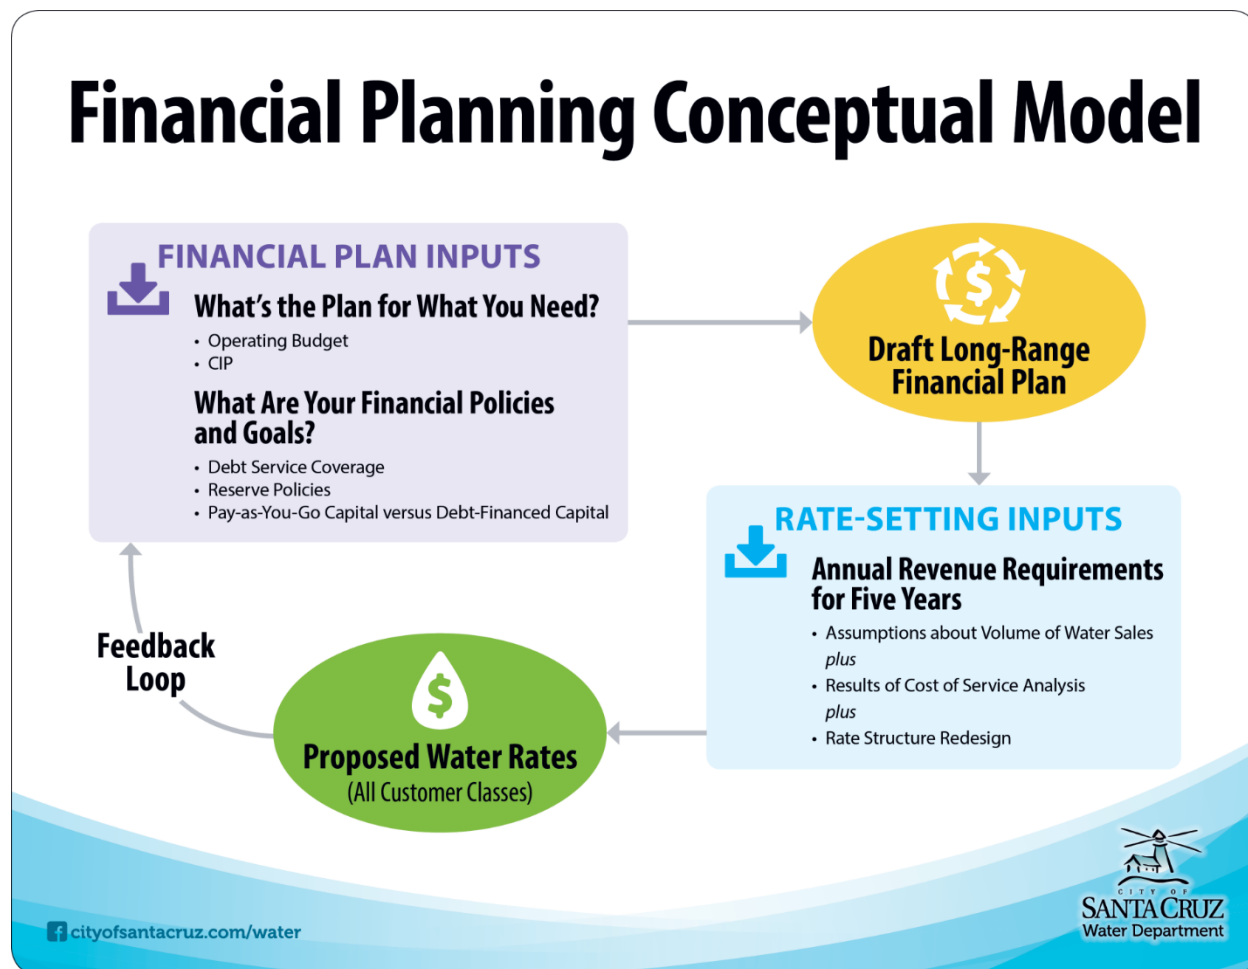 Financial Planning Conceptual Model
FINANCIAL PLAN INPUTS
What's the Plan for What You Need?
• Operating Budget
• CIP
What Are Your Financial Policies
and Goals?
• Debt Service Coverage
• Reserve Policies
• Pay-as-You-Go Capital versus Debt-Financed Capital
$
Draft Long-Range
Financial Plan
RATE-SETTING INPUTS
Annual Revenue Requirements
for Five Years
• Assumptions about Volume of Water Sales
plus
• Results of Cost of Service Analysis
plus
• Rate Structure Redesign
$
Proposed Water Rates
(All Customer Classes)
Feedback
Loop
f cityofsantacruz.com/water
CITY OF
SANTA CRUZ
Water Department